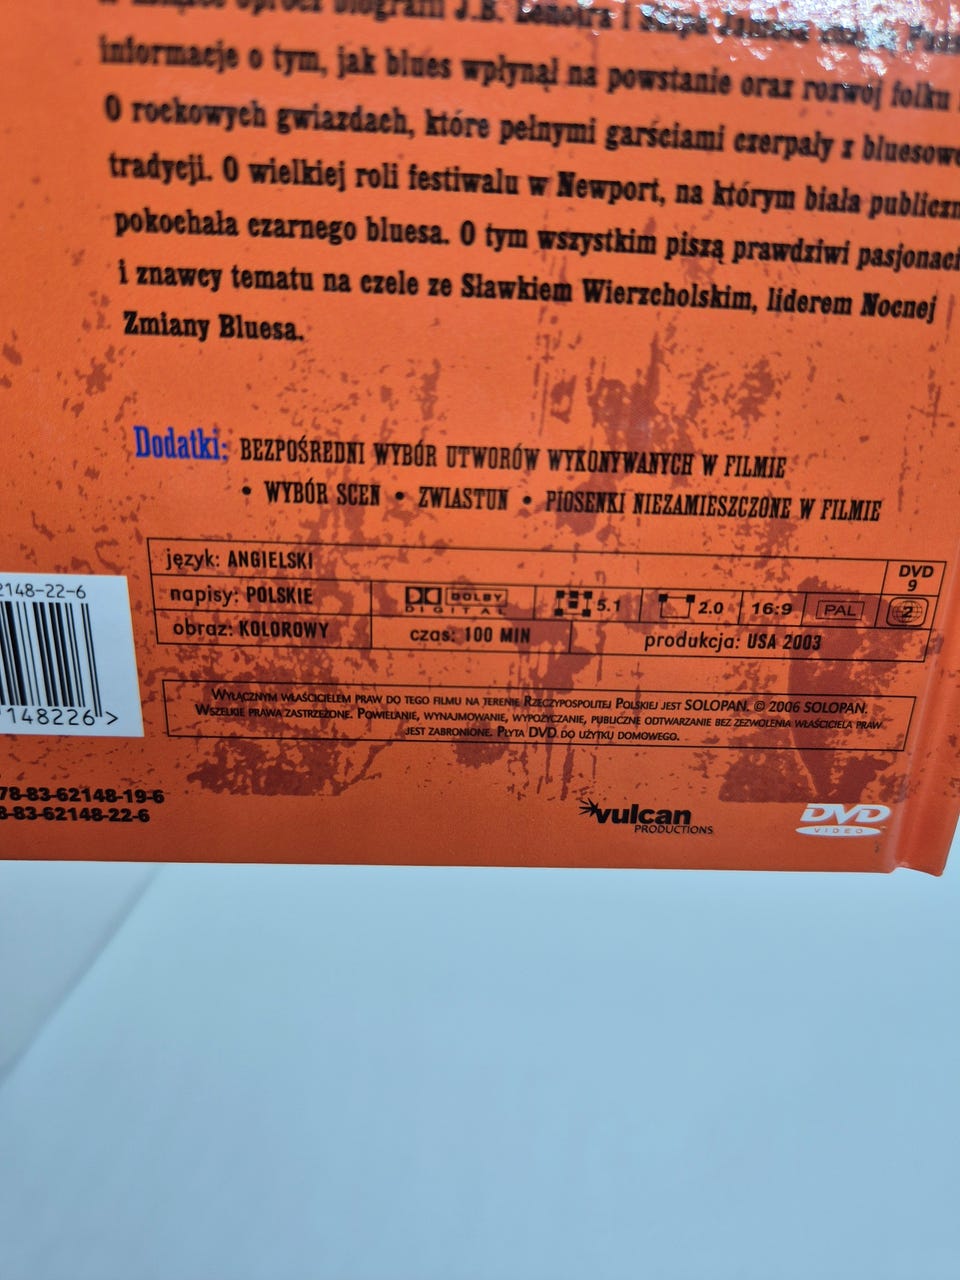 oprócz biogramu J.B. Lenoira i Skipa Jamesa
informacje o tym, jak blues wpłynął na powstanie oraz rozwój folku
O rockowych gwiazdach, które pełnymi garściami czerpały z bluesowe
tradycji. O wielkiej roli festiwalu w Newport, na którym biała publiczn
pokochała czarnego bluesa. O tym wszystkim piszą prawdziwi pasjonaci
i znawcy tematu na czele ze Sławkiem Wierzcholskim, liderem Nocnej
Zmiany Bluesa.
Dodatki: BEZPOŚREDNI WYBÓR UTWORÓW WYKONYWANYCH W FILMIE
• WYBÓR SCEN • ZWIASTUN • PIOSENKI NIEZAMIESZCZONE W FILMIE
język: ANGIELSKI
DVD 9
napisy: POLSKIE DOLBY DIGITAL 5.1 2.0 16:9 PAL 2
obraz: KOLOROWY czas: 100 MIN produkcja: USA 2003
WYŁĄCZNYM WŁAŚCICIELEM PRAW DO TEGO FILMU NA TERENIE RZECZYPOSPOLITEJ POLSKIEJ JEST SOLOPAN. © 2006 SOLOPAN.
WSZELKIE PRAWA ZASTRZEŻONE. POWIELANIE, WYNAJMOWANIE, WYPOŻYCZANIE, PUBLICZNE ODTWARZANIE BEZ ZEZWOLENIA WŁAŚCICIELA PRAW
JEST ZABRONIONE. PŁYTA DVD DO UŻYTKU DOMOWEGO.
2148-22-6
148226 >
78-83-62148-19-6
8-83-62148-22-6
vulcan
PRODUCTIONS
DVD
VIDEO